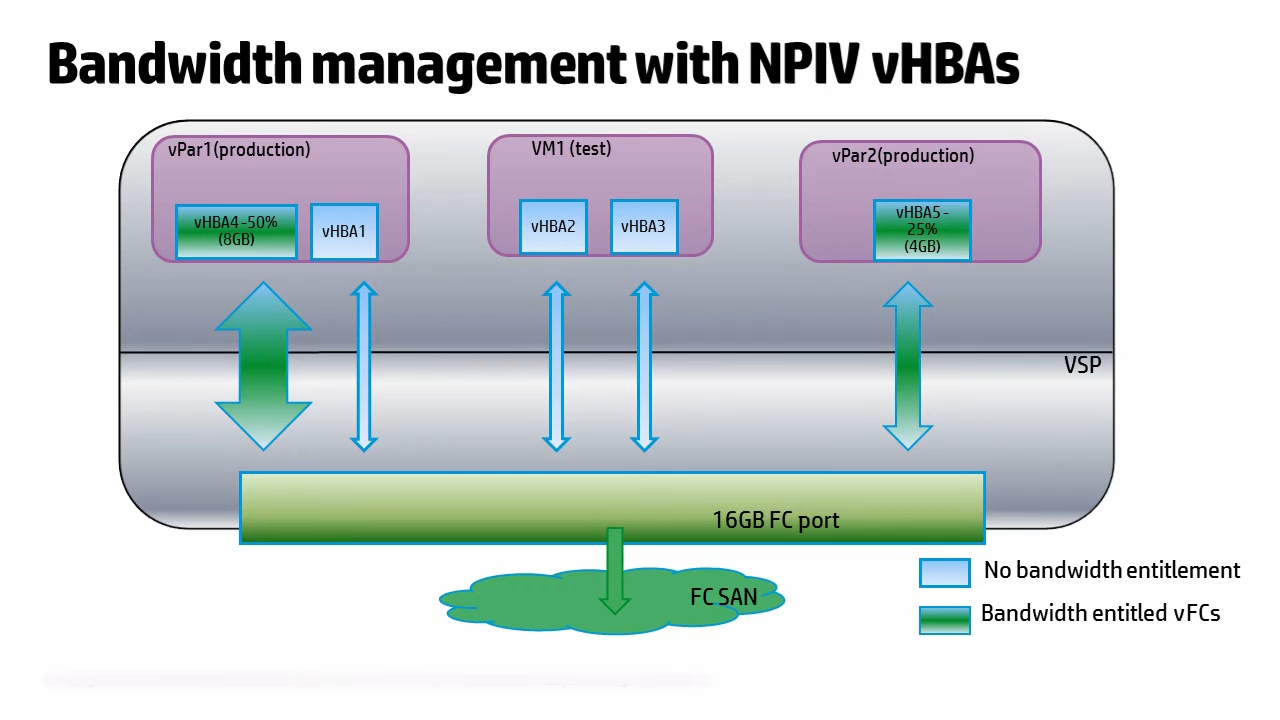 Bandwidth management with NPIV vHBAs
vPar1(production)
VM1 (test)
vPar2(production)
vHBA4-50%
(8GB)
vHBA1
vHBA2
vHBA3
vHBA5-
25%
(4GB)
VSP
16GB FC port
FC SAN
No bandwidth entitlement
Bandwidth entitled vFCs